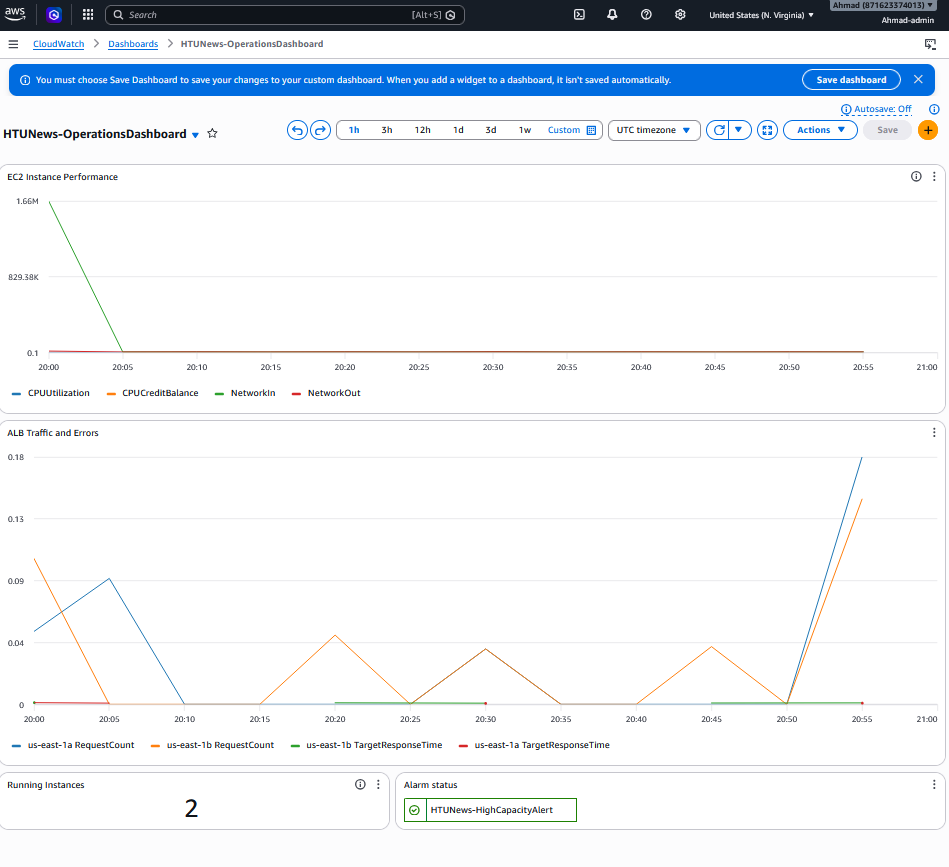 aws
Search [Alt+S]
United States (N. Virginia)
Ahmad (871623374013)
Ahmad-admin
CloudWatch > Dashboards > HTUNews-OperationsDashboard
You must choose Save Dashboard to save your changes to your custom dashboard. When you add a widget to a dashboard, it isn't saved automatically.
Save dashboard
Autosave: Off
HTUNews-OperationsDashboard
1h 3h 12h 1d 3d 1w Custom
UTC timezone
Actions
Save
EC2 Instance Performance
1.66M
829.38K
0.1
20:00 20:05 20:10 20:15 20:20 20:25 20:30 20:35 20:40 20:45 20:50 20:55 21:00
CPUUtilization CPUCreditBalance NetworkIn NetworkOut
ALB Traffic and Errors
0.18
0.13
0.09
0.04
0
20:00 20:05 20:10 20:15 20:20 20:25 20:30 20:35 20:40 20:45 20:50 20:55 21:00
us-east-1a RequestCount us-east-1b RequestCount us-east-1b TargetResponseTime us-east-1a TargetResponseTime
Running Instances
2
Alarm status
HTUNews-HighCapacityAlert